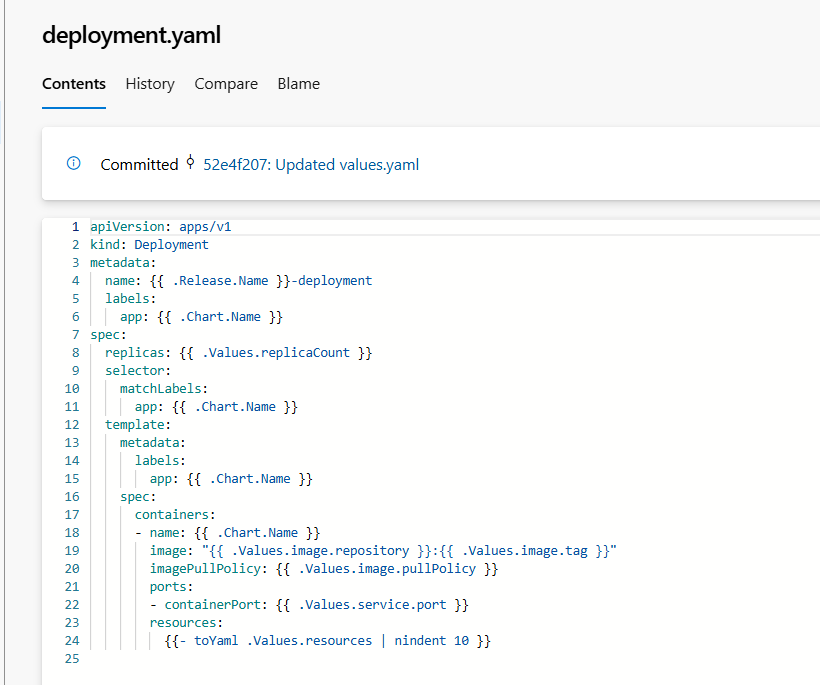 deployment.yaml
Contents History Compare Blame
Committed 52e4f207: Updated values.yaml
1 apiVersion: apps/v1
2 kind: Deployment
3 metadata:
4   name: {{ .Release.Name }}-deployment
5   labels:
6     app: {{ .Chart.Name }}
7 spec:
8   replicas: {{ .Values.replicaCount }}
9   selector:
10     matchLabels:
11       app: {{ .Chart.Name }}
12   template:
13     metadata:
14       labels:
15         app: {{ .Chart.Name }}
16     spec:
17       containers:
18       - name: {{ .Chart.Name }}
19         image: "{{ .Values.image.repository }}:{{ .Values.image.tag }}"
20         imagePullPolicy: {{ .Values.image.pullPolicy }}
21         ports:
22         - containerPort: {{ .Values.service.port }}
23         resources:
24           {{- toYaml .Values.resources | nindent 10 }}
25